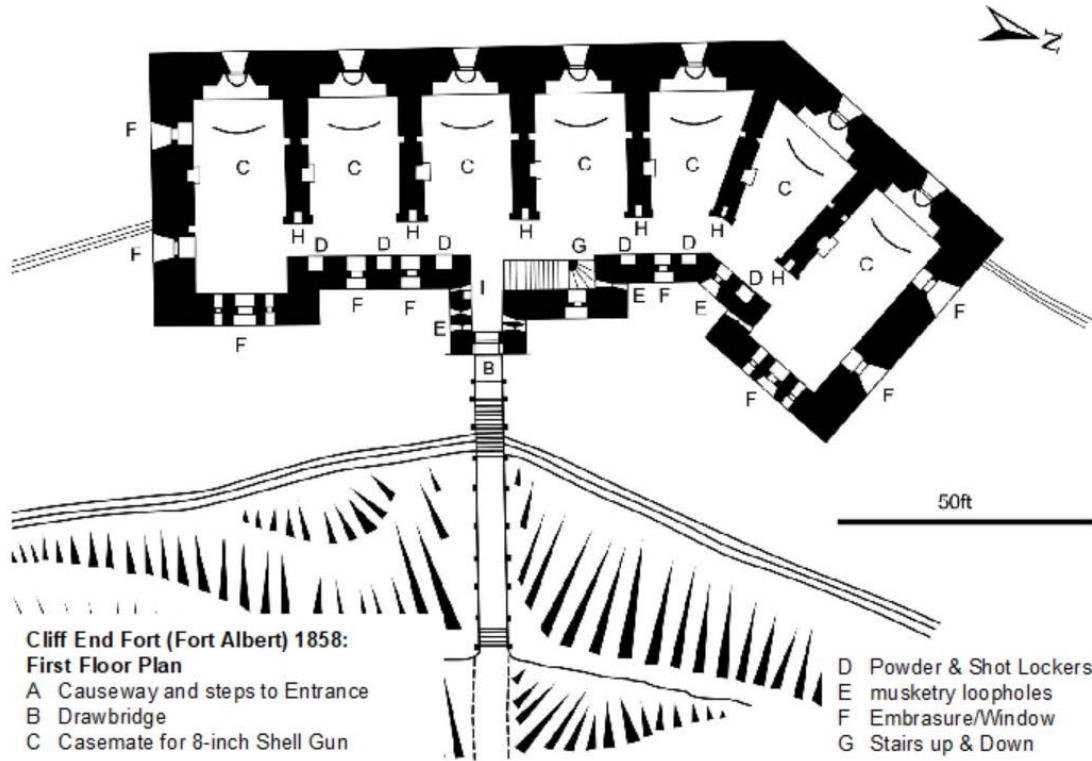 N
F
C
C
C
C
C
C
C
F
H
H
H
H
H
H
D
D
D
G
D
D
D
F
F
I
E
F
E
F
E
F
B
F
F
50ft
Cliff End Fort (Fort Albert) 1858:
First Floor Plan
A Causeway and steps to Entrance
B Drawbridge
C Casemate for 8-inch Shell Gun
D Powder & Shot Lockers
E musketry loopholes
F Embrasure/Window
G Stairs up & Down